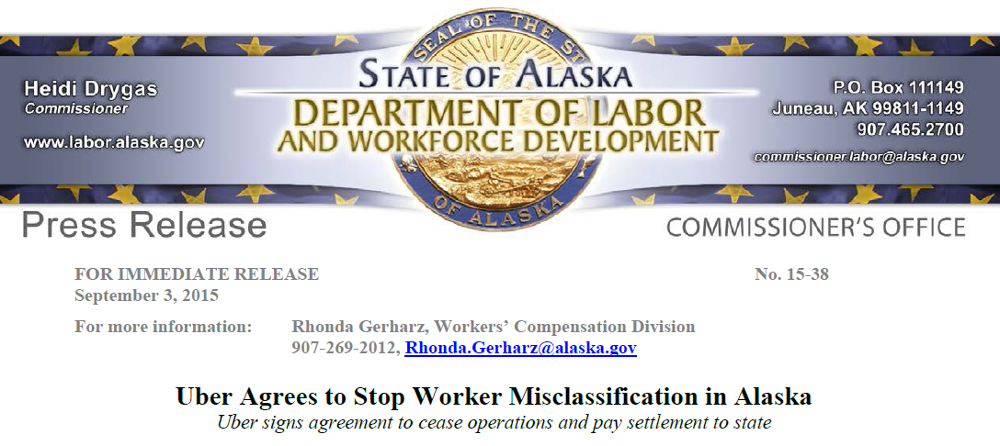 SEAL OF THE ST
STATE OF ALASKA
Heidi Drygas
Commissioner
www.labor.alaska.gov
DEPARTMENT OF LABOR
AND WORKFORCE DEVELOPMENT
P.O. Box 111149
Juneau, AK 99811-1149
907.465.2700
commissioner.labor@alaska.gov
OF ALASKA
Press Release
COMMISSIONER'S OFFICE
FOR IMMEDIATE RELEASE No. 15-38
September 3, 2015
For more information: Rhonda Gerharz, Workers’ Compensation Division
907-269-2012, Rhonda.Gerharz@alaska.gov
Uber Agrees to Stop Worker Misclassification in Alaska
Uber signs agreement to cease operations and pay settlement to state